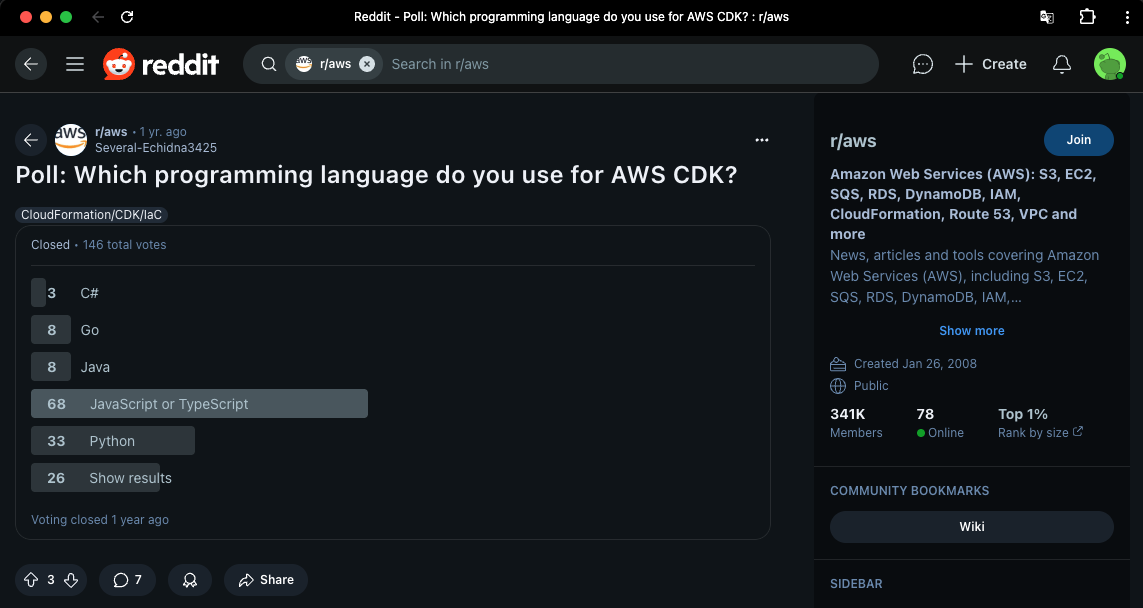 Reddit - Poll: Which programming language do you use for AWS CDK? : r/aws
reddit
aws
r/aws
Search in r/aws
Create
aws
r/aws • 1 yr. ago
Several-Echidna3425
Poll: Which programming language do you use for AWS CDK?
CloudFormation/CDK/IaC
Closed • 146 total votes
3 C#
8 Go
8 Java
68 JavaScript or TypeScript
33 Python
26 Show results
Voting closed 1 year ago
3
7
Share
r/aws
Join
Amazon Web Services (AWS): S3, EC2,
SQS, RDS, DynamoDB, IAM,
CloudFormation, Route 53, VPC and
more
News, articles and tools covering Amazon
Web Services (AWS), including S3, EC2,
SQS, RDS, DynamoDB, IAM,...
Show more
Created Jan 26, 2008
Public
341K 78 Top 1%
Members Online Rank by size
COMMUNITY BOOKMARKS
Wiki
SIDEBAR